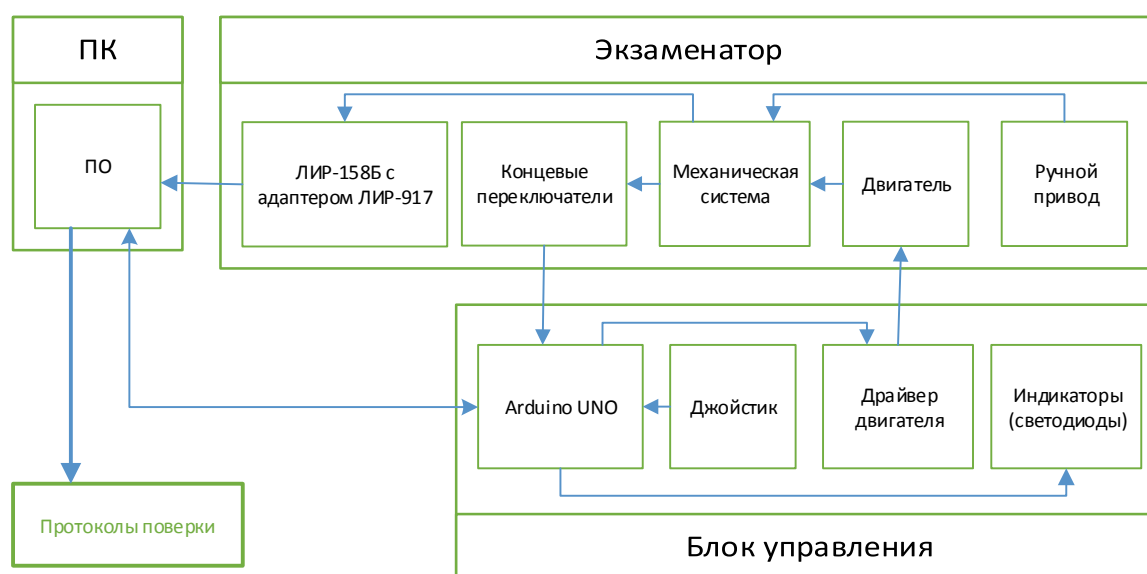 ПК
Экзаменатор
ПО
ЛИР-158Б с
адаптером ЛИР-917
Концевые
переключатели
Механическая
система
Двигатель
Ручной
привод
Arduino UNO
Джойстик
Драйвер
двигателя
Индикаторы
(светодиоды)
Протоколы поверки
Блок управления